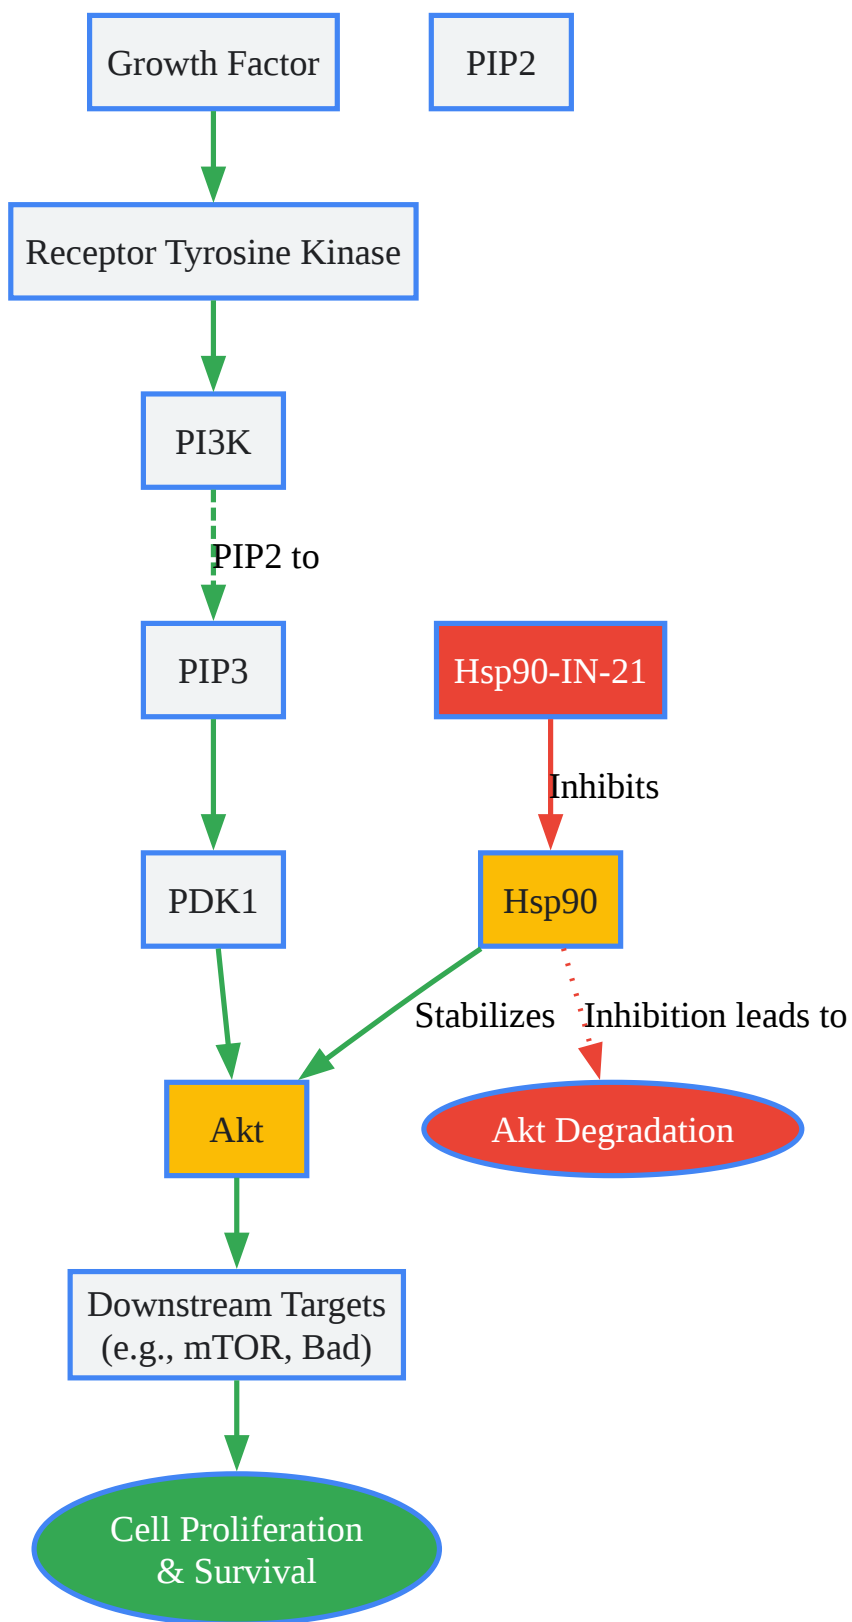 Growth Factor
PIP2
Receptor Tyrosine Kinase
PI3K
PIP2 to
PIP3
Hsp90-IN-21
Inhibits
PDK1
Hsp90
Stabilizes
Inhibition leads to
Akt
Akt Degradation
Downstream Targets
(e.g., mTOR, Bad)
Cell Proliferation
& Survival